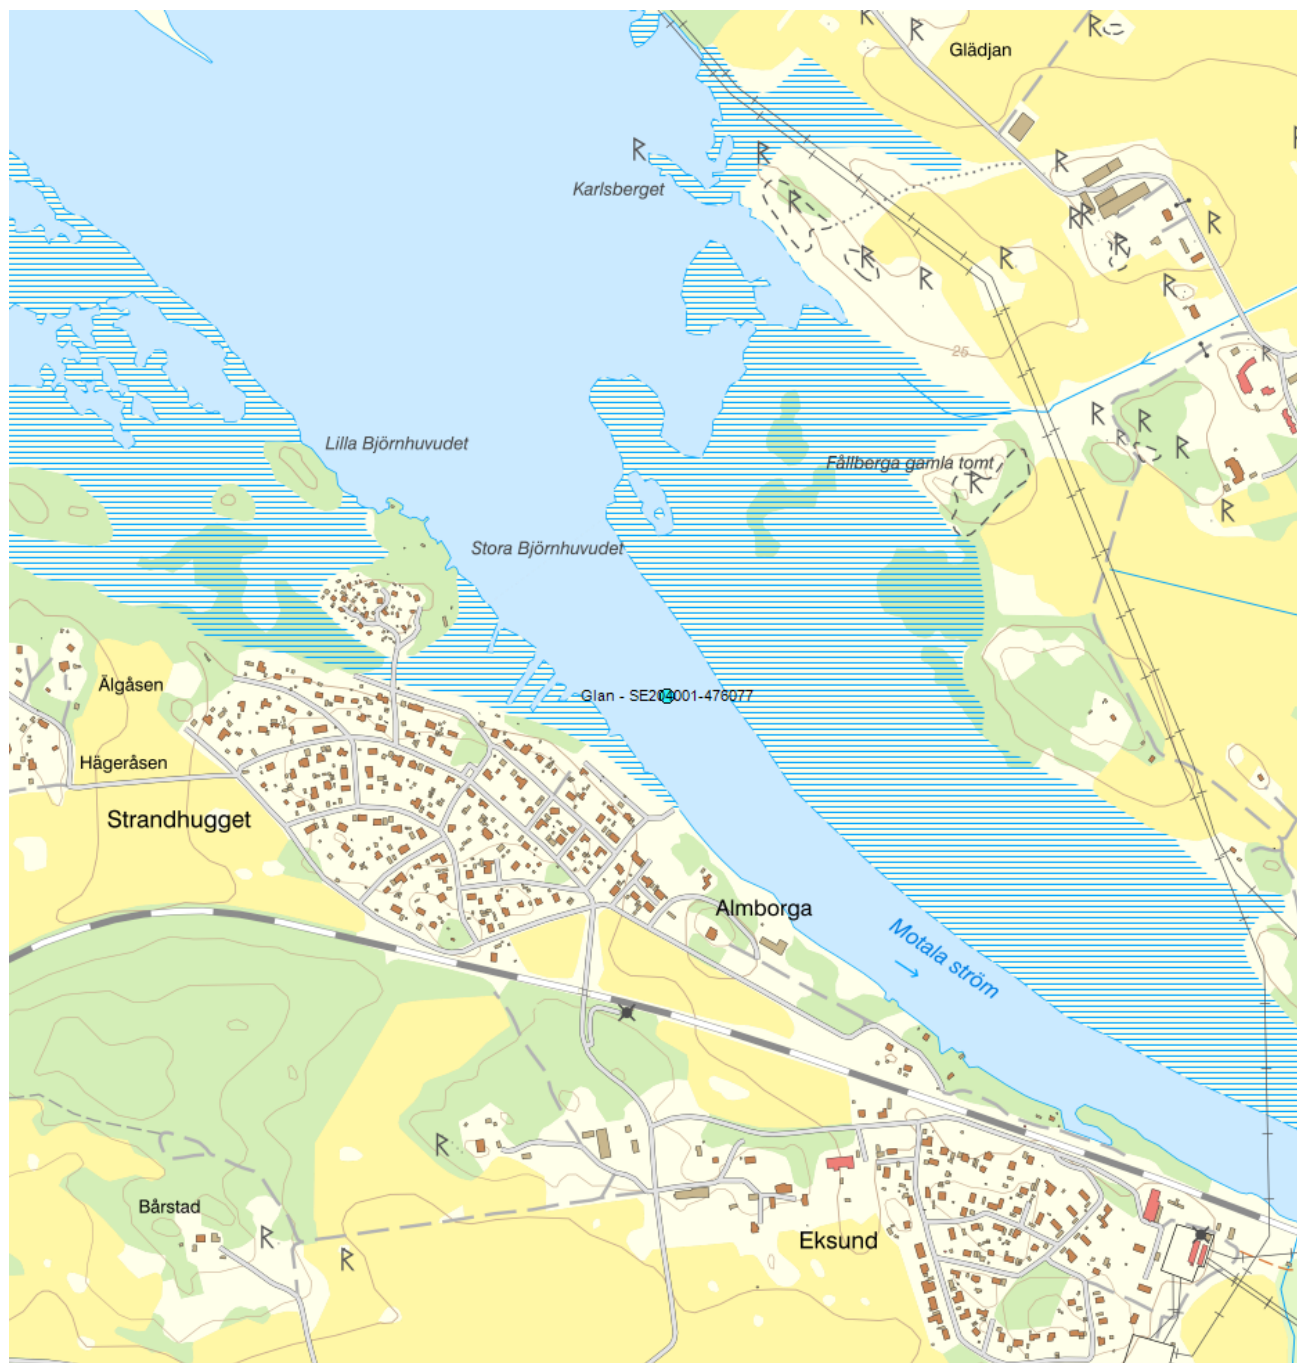 Glädjan
Karlsberget
25
Lilla Björnhuvudet
Fållberga gamla tomt
Stora Björnhuvudet
Älgåsen
Glan - SE204001-476077
Hägeråsen
Strandhugget
Almborga
Motala ström
Bårstad
Eksund